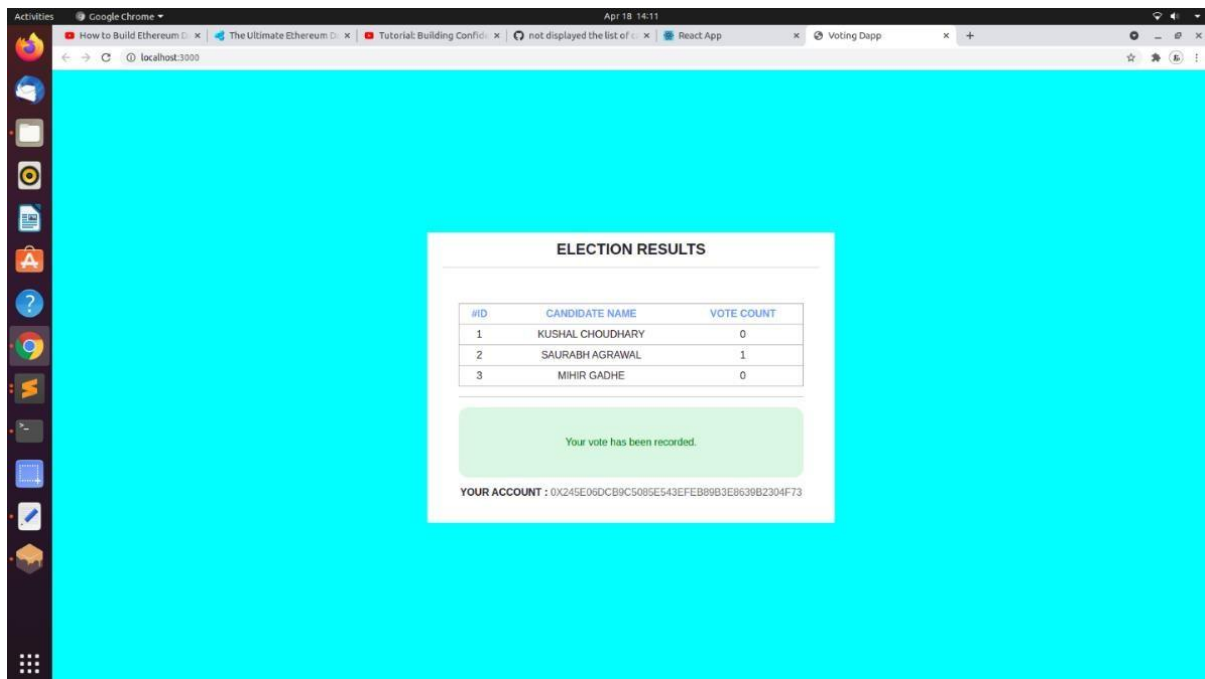 Activities Google Chrome Apr 18 14:11
How to Build Ethereum D The Ultimate Ethereum D Tutorial: Building Confid not displayed the list of c React App Voting Dapp
localhost:3000
ELECTION RESULTS
#ID CANDIDATE NAME VOTE COUNT
1 KUSHAL CHOUDHARY 0
2 SAURABH AGRAWAL 1
3 MIHIR GADHE 0
Your vote has been recorded.
YOUR ACCOUNT : 0X245E06DCB9C5085E543EFEB89B3E8639B2304F73